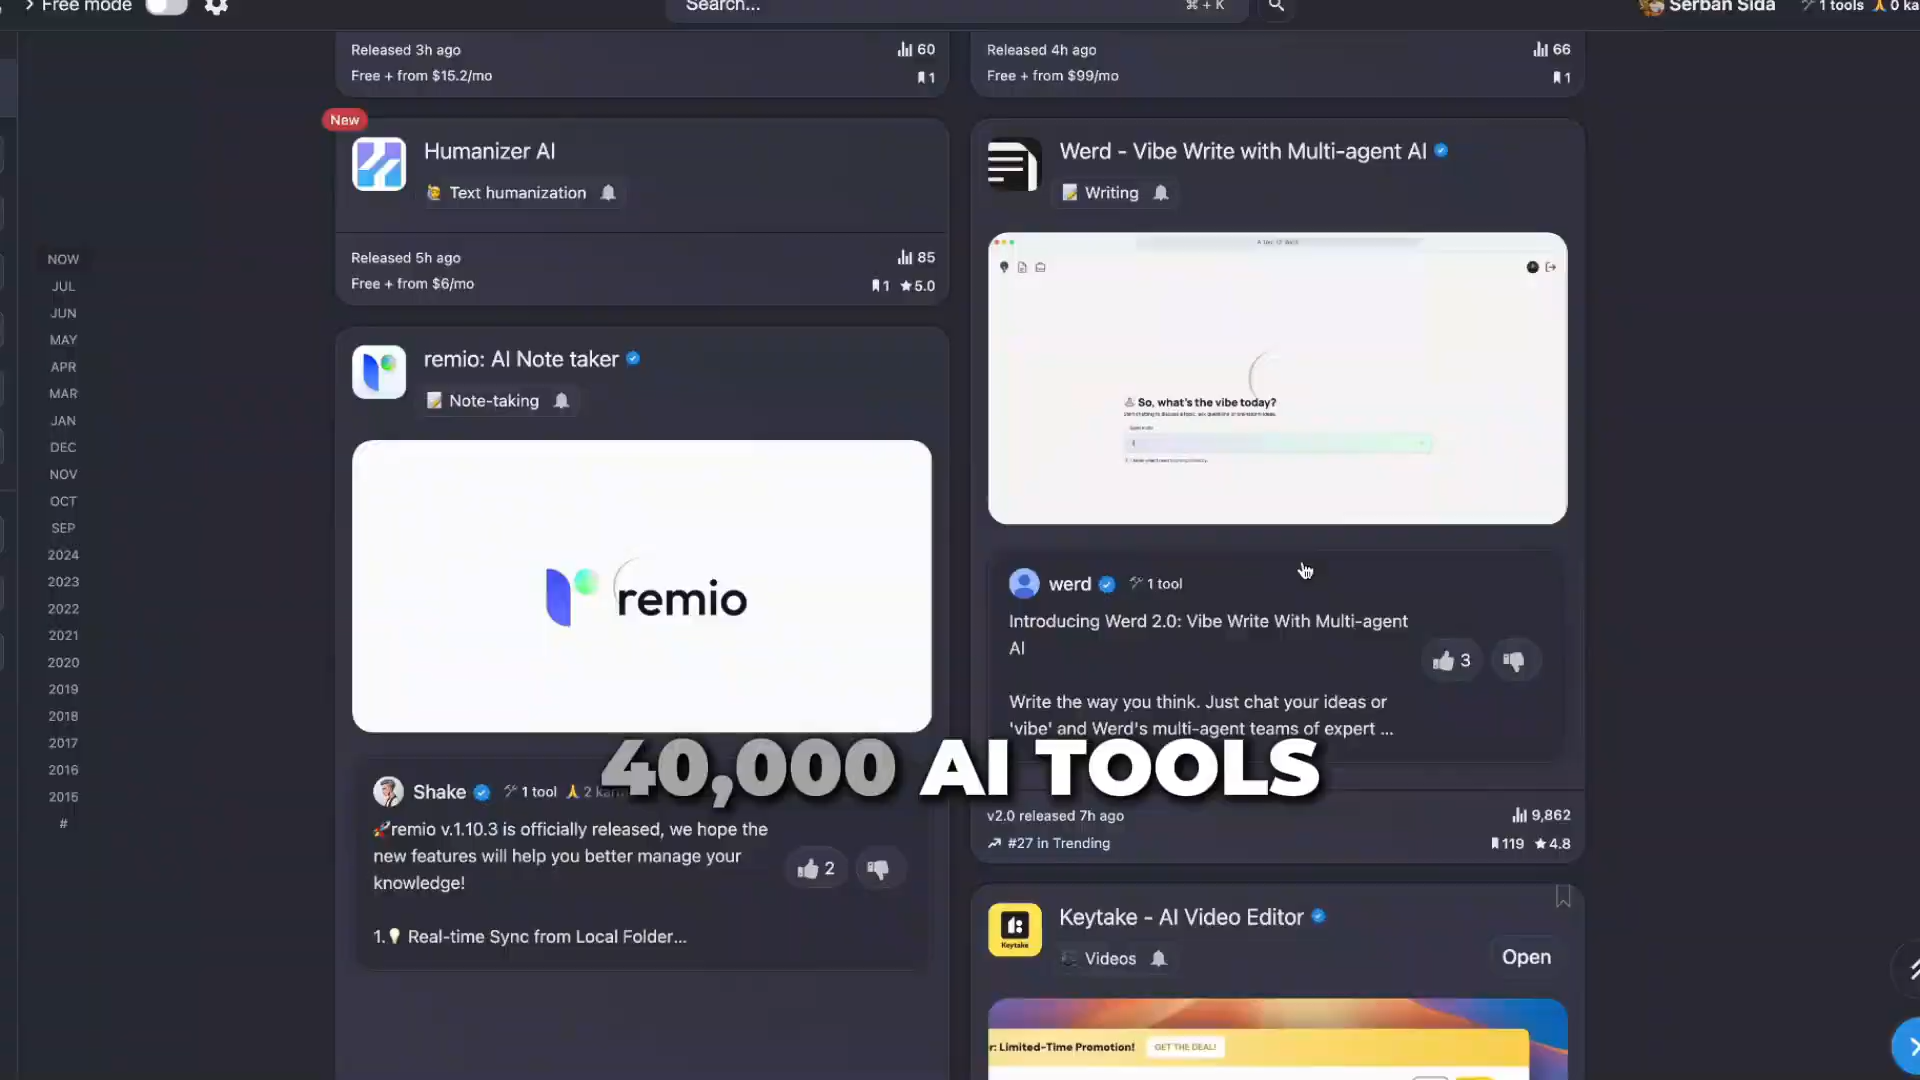 Free mode
Search...
⌘ + K
Serban Sida
1 tools
0 ka
Released 3h ago
60
Free + from $15.2/mo
1
Released 4h ago
66
Free + from $99/mo
1
New
Humanizer AI
Text humanization
Released 5h ago
85
Free + from $6/mo
1 ★5.0
Werd - Vibe Write with Multi-agent AI
Writing
So, what's the vibe today?
werd
1 tool
Introducing Werd 2.0: Vibe Write With Multi-agent
AI
3
Write the way you think. Just chat your ideas or
'vibe' and Werd's multi-agent teams of expert ...
v2.0 released 7h ago
9,862
#27 in Trending
119 ★4.8
NOW
JUL
JUN
MAY
APR
MAR
JAN
DEC
NOV
OCT
SEP
2024
2023
2022
2021
2020
2019
2018
2017
2016
2015
#
remio: AI Note taker
Note-taking
remio
40,000 AI TOOLS
Shake
1 tool
2
remio v.1.10.3 is officially released, we hope the
new features will help you better manage your
knowledge!
2
1. Real-time Sync from Local Folder...
Keytake - AI Video Editor
Keytake
Videos
Open
r: Limited-Time Promotion!
GET THE DEAL!